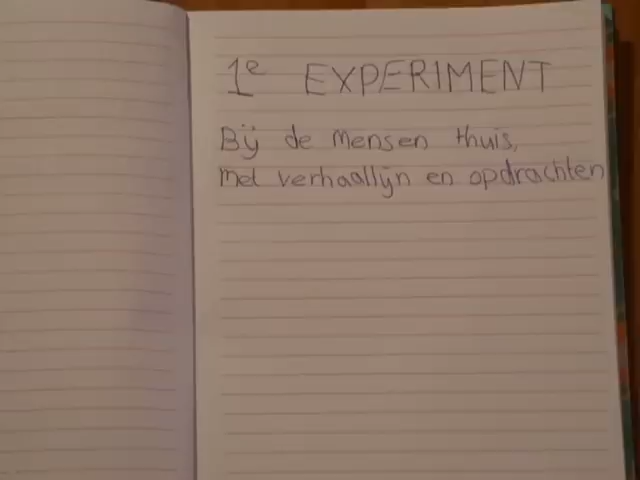 1e EXPERIMENT
Bij de mensen thuis,
met verhaallijn en opdrachten